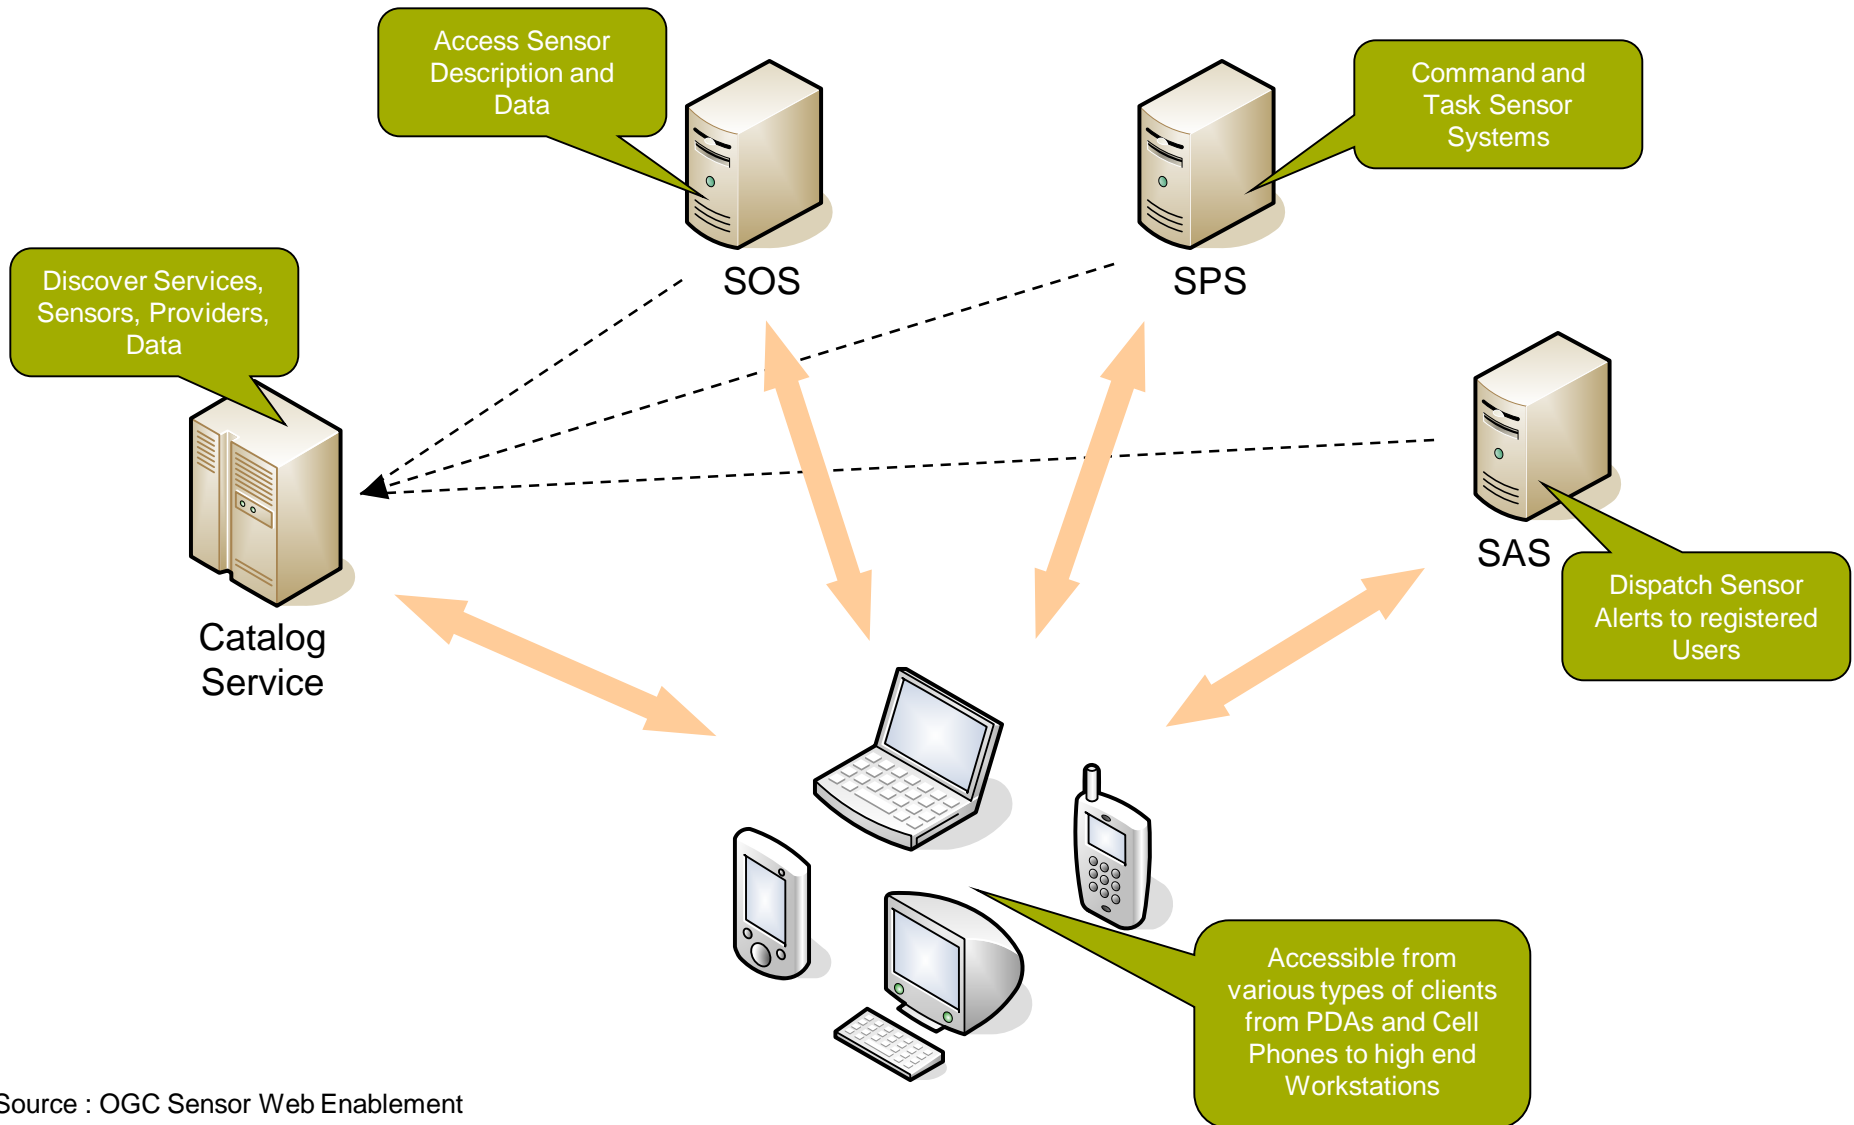 Access Sensor
Description and
Data
Command and
Task Sensor
Systems
SOS
SPS
Discover Services,
Sensors, Providers,
Data
SAS
Dispatch Sensor
Alerts to registered
Users
Catalog
Service
Accessible from
various types of clients
from PDAs and Cell
Phones to high end
Workstations
Source : OGC Sensor Web Enablement